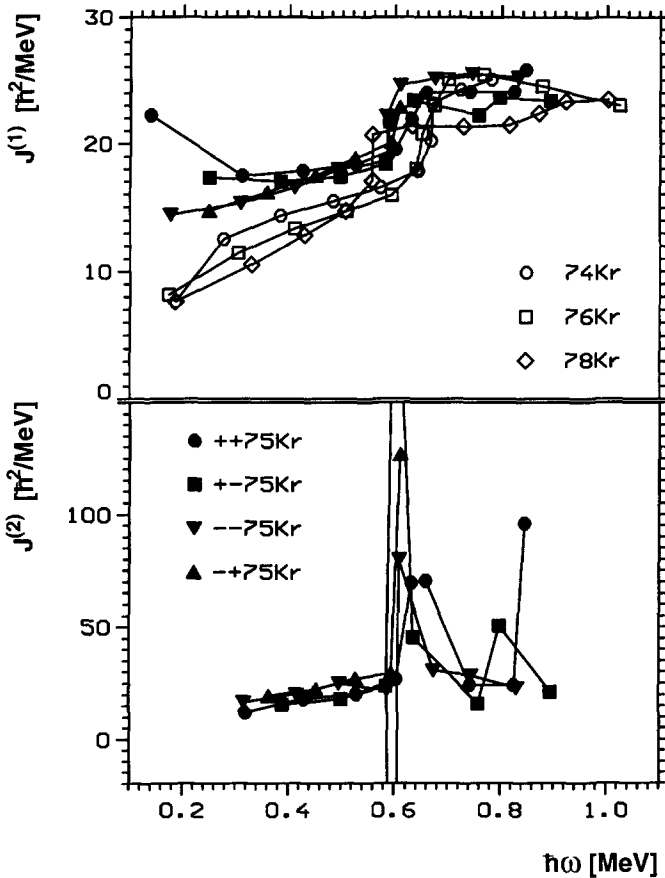 30
20
10
0
J(1) [ħ²/MeV]
74Kr
76Kr
78Kr
100
50
0
J(2) [ħ²/MeV]
++75Kr
+-75Kr
--75Kr
-+75Kr
0.2 0.4 0.6 0.8 1.0
ħω [MeV]